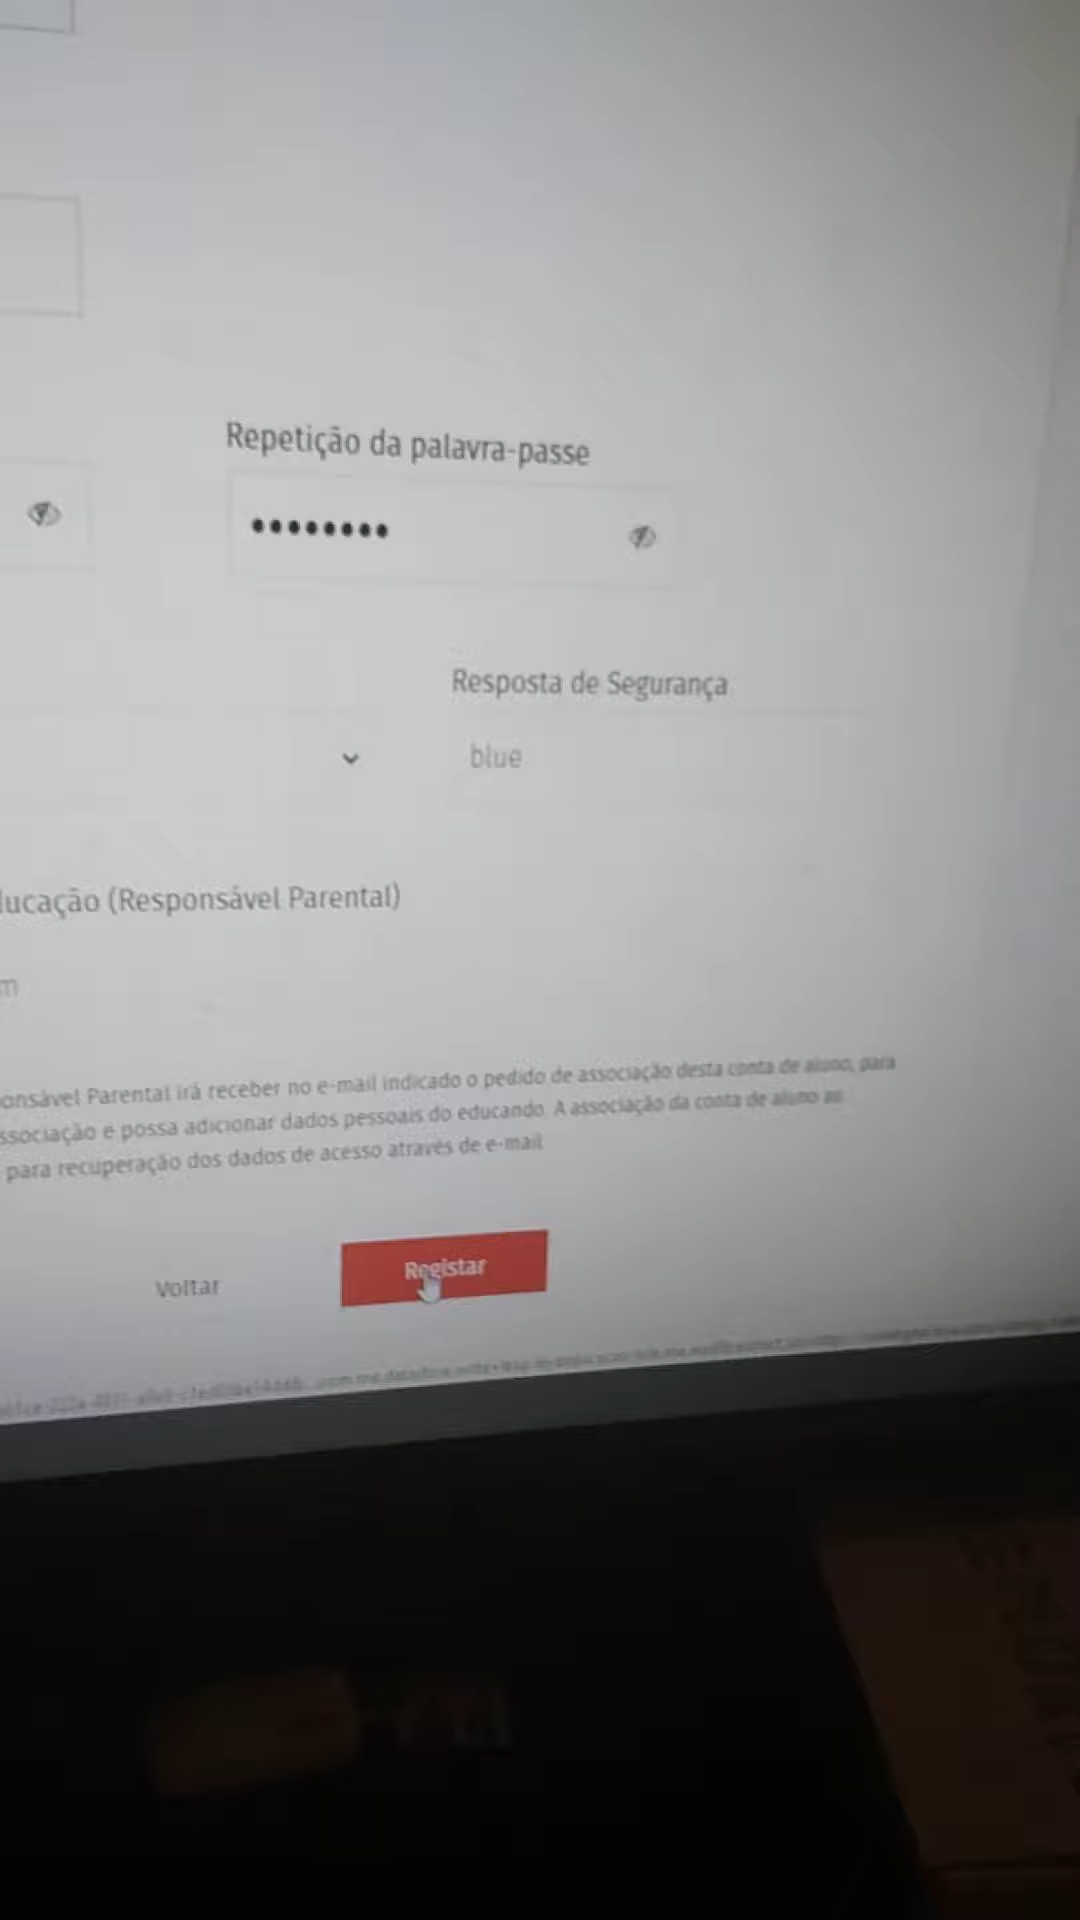 Repetição da palavra-passe
Resposta de Segurança
blue
ducação (Responsável Parental)
m
onsável Parental irá receber no e-mail indicado o pedido de associação desta conta de aluno, para
ssociação e possa adicionar dados pessoais do educando. A associação da conta de aluno ao
para recuperação dos dados de acesso através de e-mail
Voltar
Registar